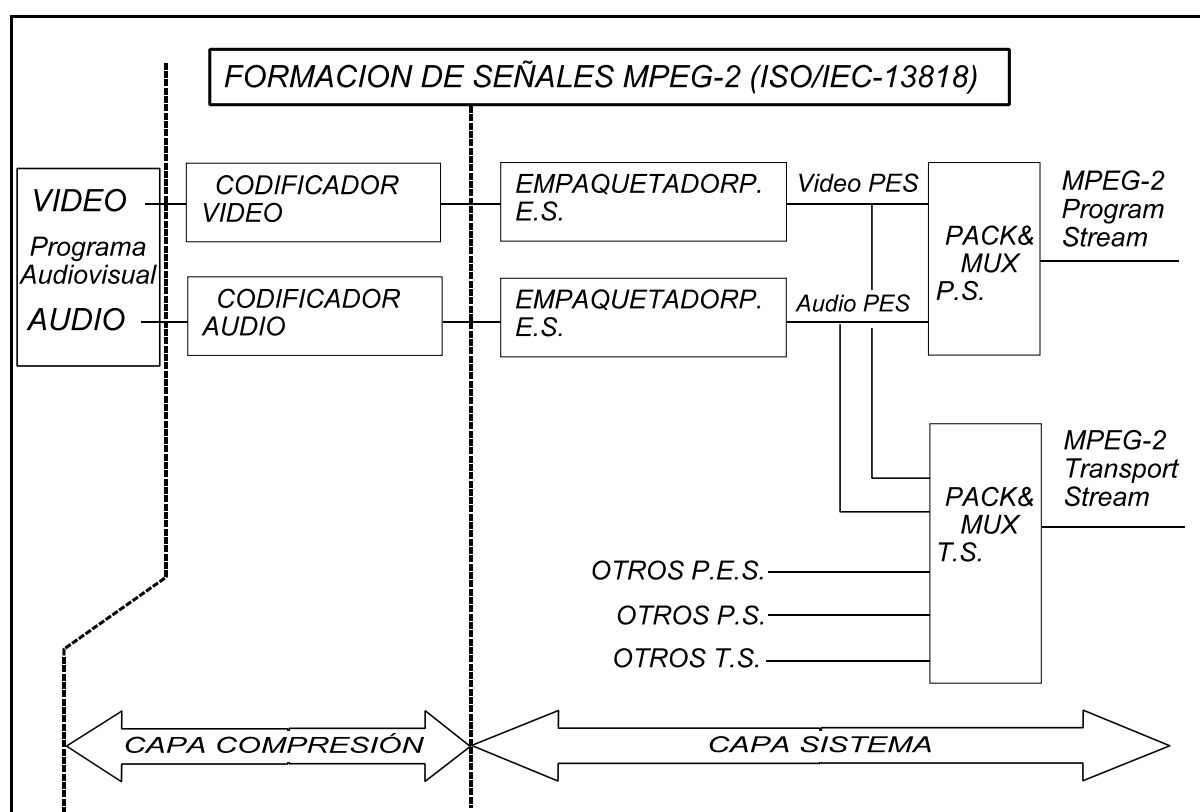 FORMACION DE SEÑALES MPEG-2 (ISO/IEC-13818)
VIDEO
Programa
Audiovisual
AUDIO
CODIFICADOR
VIDEO
CODIFICADOR
AUDIO
EMPAQUETADORP.
E.S.
EMPAQUETADORP.
E.S.
Video PES
Audio PES
PACK&
MUX
P.S.
MPEG-2
Program
Stream
PACK&
MUX
T.S.
MPEG-2
Transport
Stream
OTROS P.E.S.
OTROS P.S.
OTROS T.S.
CAPA COMPRESIÓN
CAPA SISTEMA